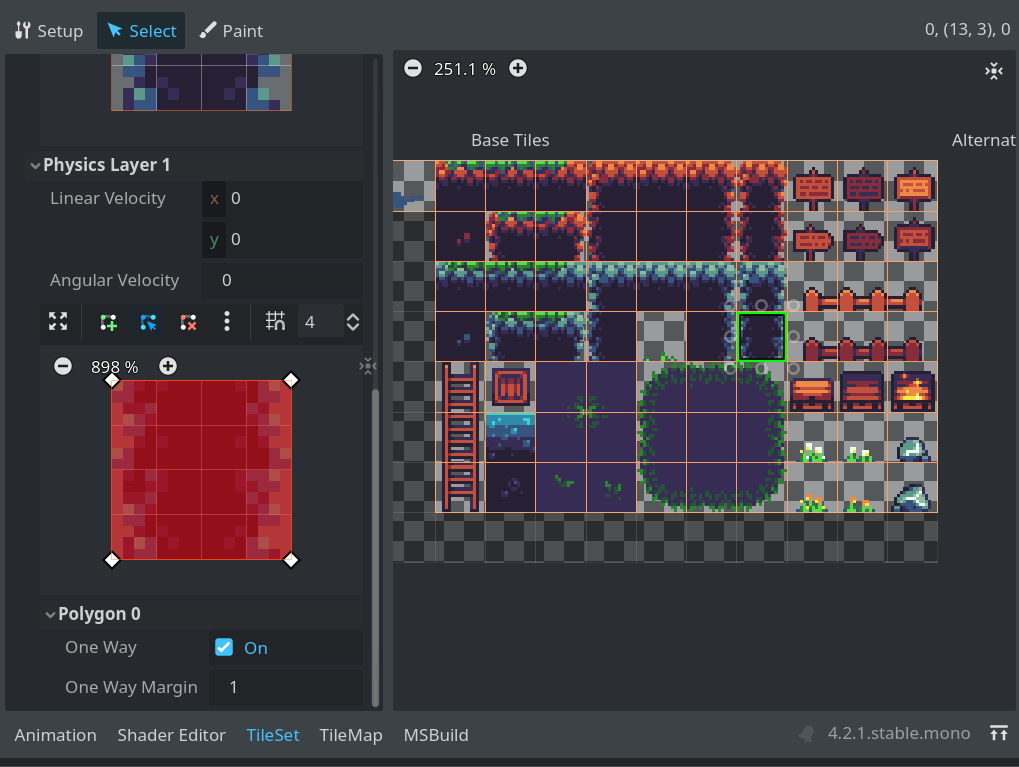 Setup Select Paint 0, (13, 3), 0
251.1 %
Base Tiles Alternat
Physics Layer 1
Linear Velocity x 0
y 0
Angular Velocity 0
4
898 %
Polygon 0
One Way On
One Way Margin 1
Animation Shader Editor TileSet TileMap MSBuild 4.2.1.stable.mono